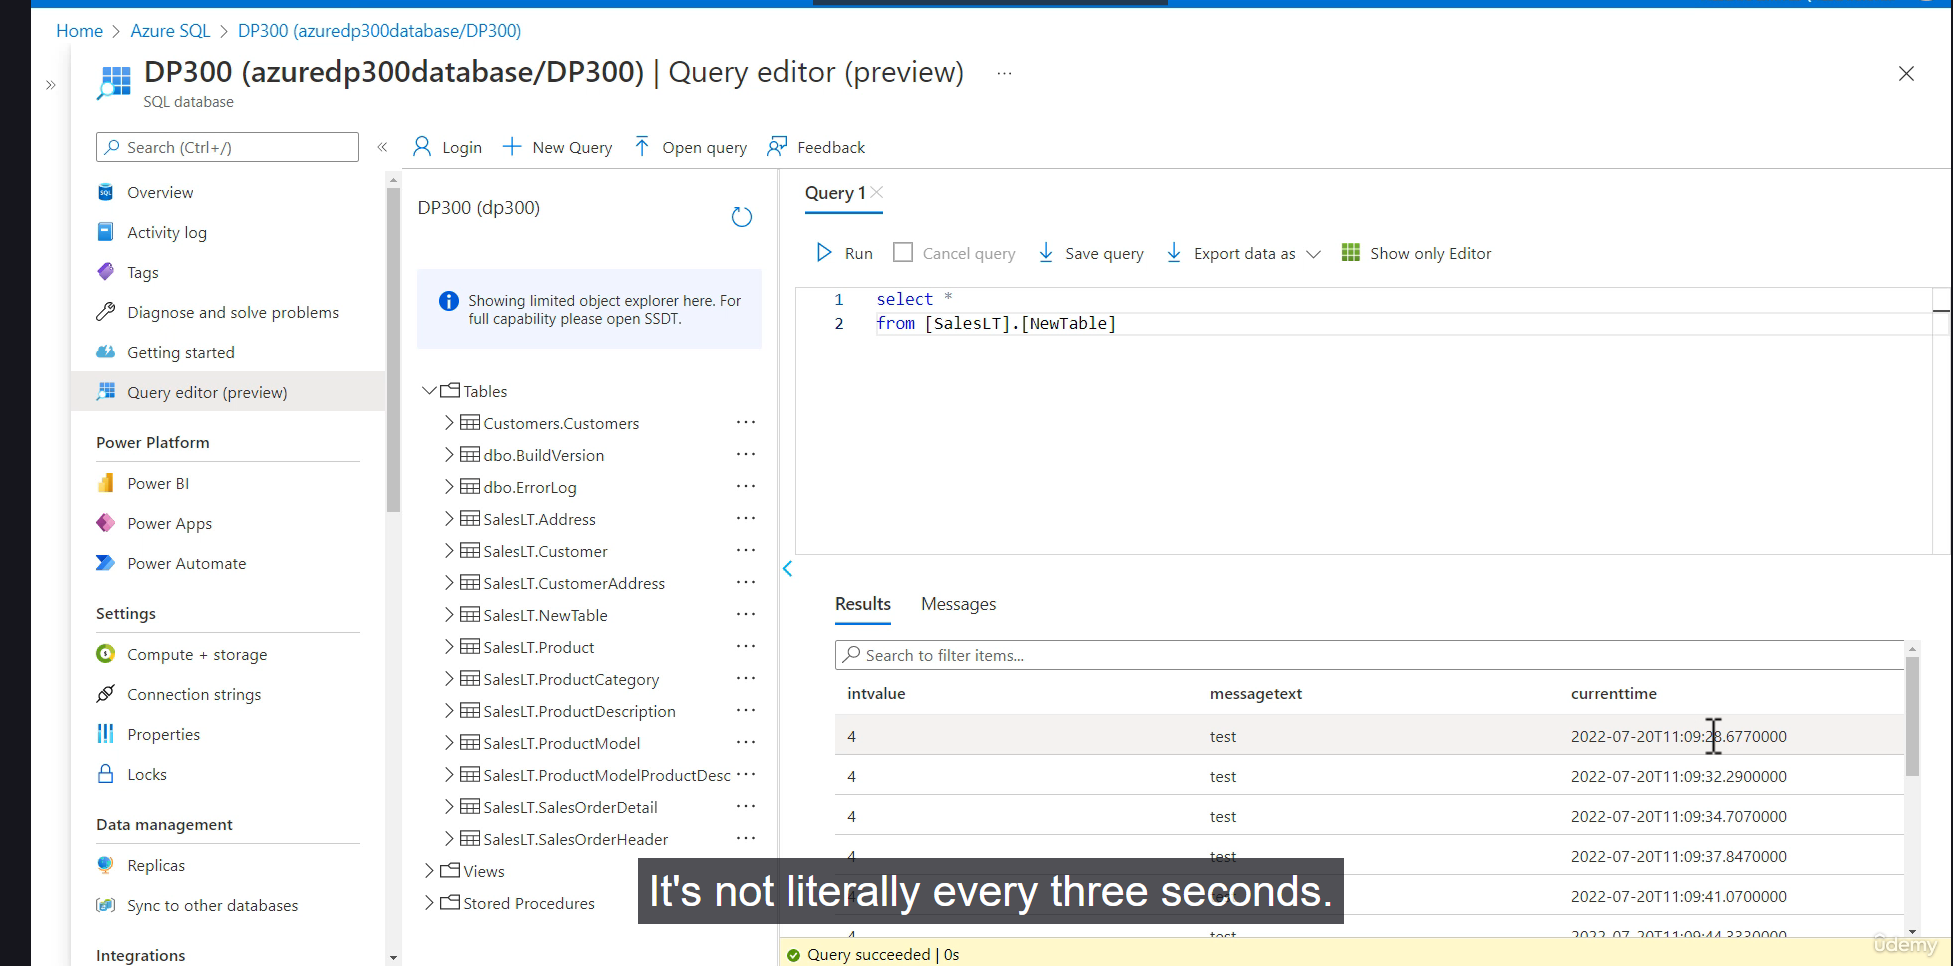 Home > Azure SQL > DP300 (azuredp300database/DP300)
DP300 (azuredp300database/DP300) | Query editor (preview) ...
SQL database
Search (Ctrl+/)
Overview
Activity log
Tags
Diagnose and solve problems
Getting started
Query editor (preview)
Power Platform
Power BI
Power Apps
Power Automate
Settings
Compute + storage
Connection strings
Properties
Locks
Data management
Replicas
Sync to other databases
Integrations
Login
New Query
Open query
Feedback
DP300 (dp300)
Showing limited object explorer here. For
full capability please open SSDT.
Tables
Customers.Customers
dbo.BuildVersion
dbo.ErrorLog
SalesLT.Address
SalesLT.Customer
SalesLT.CustomerAddress
SalesLT.NewTable
SalesLT.Product
SalesLT.ProductCategory
SalesLT.ProductDescription
SalesLT.ProductModel
SalesLT.ProductModelProductDesc
SalesLT.SalesOrderDetail
SalesLT.SalesOrderHeader
Views
Stored Procedures
Query 1
Run Cancel query Save query Export data as Show only Editor
1 select *
2 from [SalesLT].[NewTable]
Results Messages
Search to filter items...
intvalue messagetext currenttime
4 test 2022-07-20T11:09:28.6770000
4 test 2022-07-20T11:09:32.2900000
4 test 2022-07-20T11:09:34.7070000
4 test 2022-07-20T11:09:37.8470000
2022-07-20T11:09:41.0700000
4 test 2022-07-20T11:09:44.3330000
It's not literally every three seconds.
Query succeeded | 0s
ûdemy